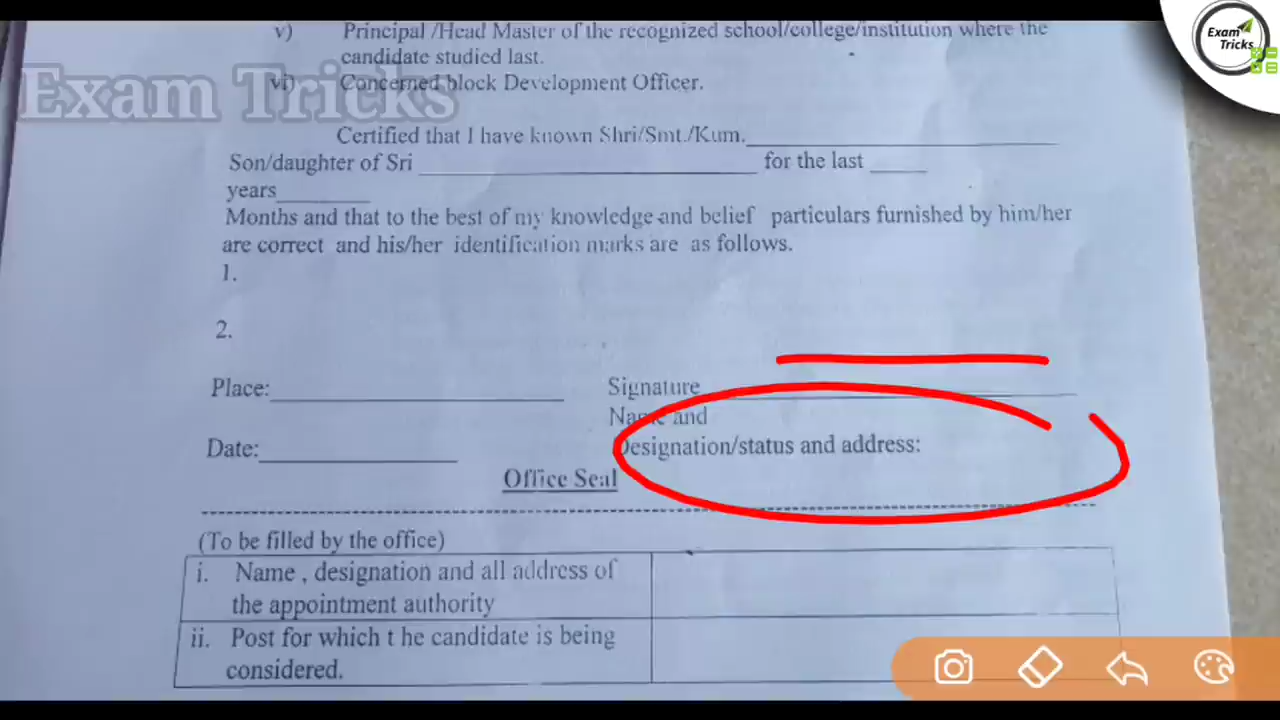 Exam Tricks
v) Principal /Head Master of the recognized school/college/institution where the
candidate studied last.
vi) Concerned block Development Officer.
Exam Tricks
Certified that I have known Shri/Smt./Kum.
Son/daughter of Sri for the last
years
Months and that to the best of my knowledge and belief particulars furnished by him/her
are correct and his/her identification marks are as follows.
1.
2.
Place: Signature
Name and
Date: Designation/status and address:
Office Seal
(To be filled by the office)
i. Name , designation and all address of
the appointment authority
ii. Post for which t he candidate is being
considered.